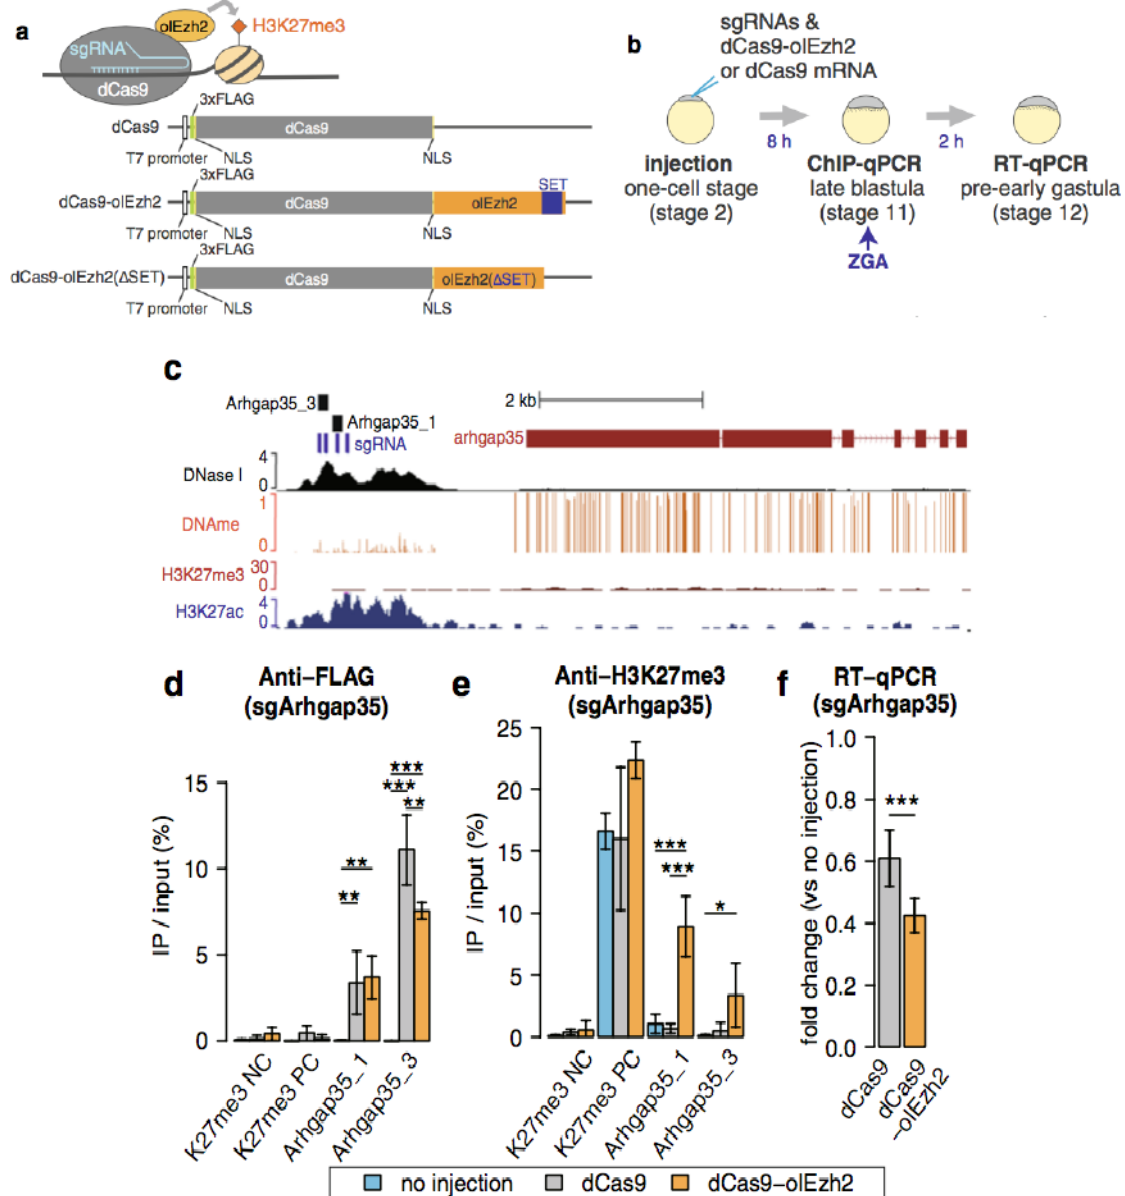 a
olEzh2
H3K27me3
sgRNA
dCas9
3xFLAG
dCas9
dCas9
T7 promoter
NLS
NLS
3xFLAG
SET
dCas9-olEzh2
dCas9
olEzh2
T7 promoter
NLS
NLS
3xFLAG
dCas9-olEzh2(ΔSET)
dCas9
olEzh2(ΔSET)
T7 promoter
NLS
NLS
b
sgRNAs &
dCas9-olEzh2
or dCas9 mRNA
8 h
2 h
injection
one-cell stage
(stage 2)
ChIP-qPCR
late blastula
(stage 11)
RT-qPCR
pre-early gastula
(stage 12)
ZGA
c
Arhgap35_3
Arhgap35_1
sgRNA
2 kb
arhgap35
DNase I
4
0
DNAme
1
0
H3K27me3
30
0
H3K27ac
4
0
d
Anti-FLAG
(sgArhgap35)
IP / input (%)
15
10
5
0
***
***
**
**
**
K27me3 NC
K27me3 PC
Arhgap35_1
Arhgap35_3
e
Anti-H3K27me3
(sgArhgap35)
IP / input (%)
25
20
15
10
5
0
***
***
*
K27me3 NC
K27me3 PC
Arhgap35_1
Arhgap35_3
f
RT-qPCR
(sgArhgap35)
fold change (vs no injection)
1.0
0.8
0.6
0.4
0.2
0.0
***
dCas9
dCas9
-olEzh2
no injection
dCas9
dCas9-olEzh2